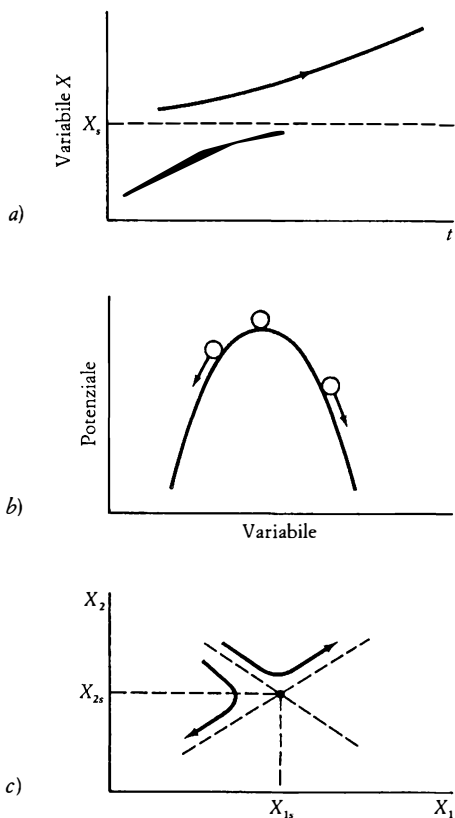 Variabile X
X_s
t
a)
Potenziale
Variabile
b)
X_2
X_2s
X_1s
X_1
c)